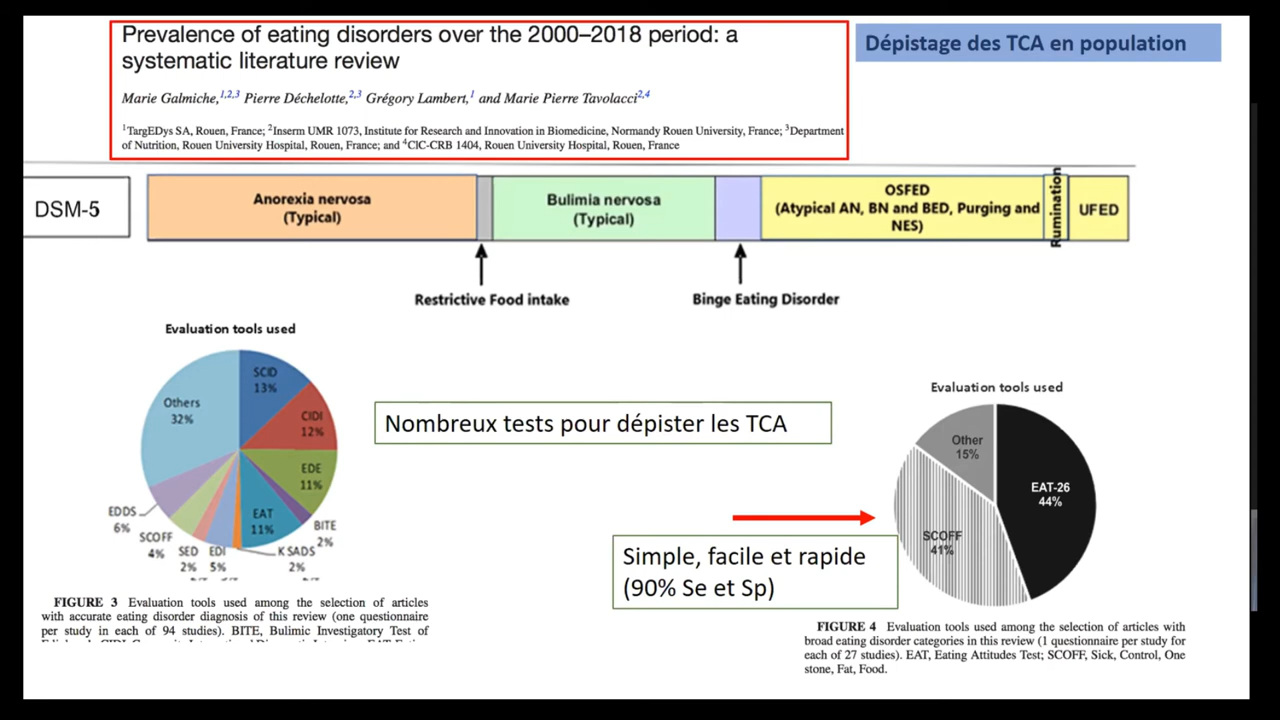 Prevalence of eating disorders over the 2000–2018 period: a
systematic literature review
Marie Galmiche,1,2,3 Pierre Déchelotte,2,3 Grégory Lambert,1 and Marie Pierre Tavolacci2,4
1TargEDys SA, Rouen, France; 2Inserm UMR 1073, Institute for Research and Innovation in Biomedicine, Normandy Rouen University, France; 3Department
of Nutrition, Rouen University Hospital, Rouen, France; and 4CIC-CRB 1404, Rouen University Hospital, Rouen, France
Dépistage des TCA en population
DSM-5
Anorexia nervosa
(Typical)
Bulimia nervosa
(Typical)
OSFED
(Atypical AN, BN and BED, Purging and
NES)
Rumination
UFED
Restrictive Food intake
Binge Eating Disorder
Evaluation tools used
SCID
13%
CIDI
12%
EDE
11%
BITE
2%
EAT
11%
K SADS
2%
EDI
5%
SED
2%
SCOFF
4%
EDDS
6%
Others
32%
FIGURE 3 Evaluation tools used among the selection of articles
with accurate eating disorder diagnosis of this review (one questionnaire
per study in each of 94 studies). BITE, Bulimic Investigatory Test of
Nombreux tests pour dépister les TCA
Simple, facile et rapide
(90% Se et Sp)
Evaluation tools used
Other
15%
EAT-26
44%
SCOFF
41%
FIGURE 4 Evaluation tools used among the selection of articles with
broad eating disorder categories in this review (1 questionnaire per study for
each of 27 studies). EAT, Eating Attitudes Test; SCOFF, Sick, Control, One
stone, Fat, Food.